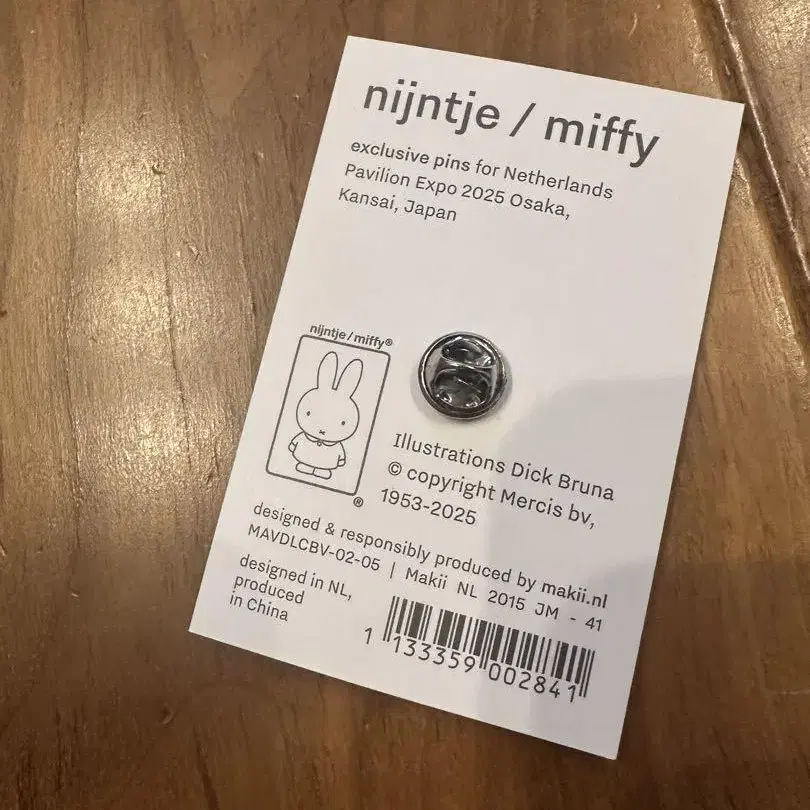 nijntje / miffy
exclusive pins for Netherlands
Pavilion Expo 2025 Osaka,
Kansai, Japan
nijntje / miffy®
®
Illustrations Dick Bruna
© copyright Mercis bv,
1953-2025
designed & responsibly produced by makii.nl
MAVDLCBV-02-05 | Makii NL 2015 JM - 41
designed in NL,
produced
in China
1 133359 002841